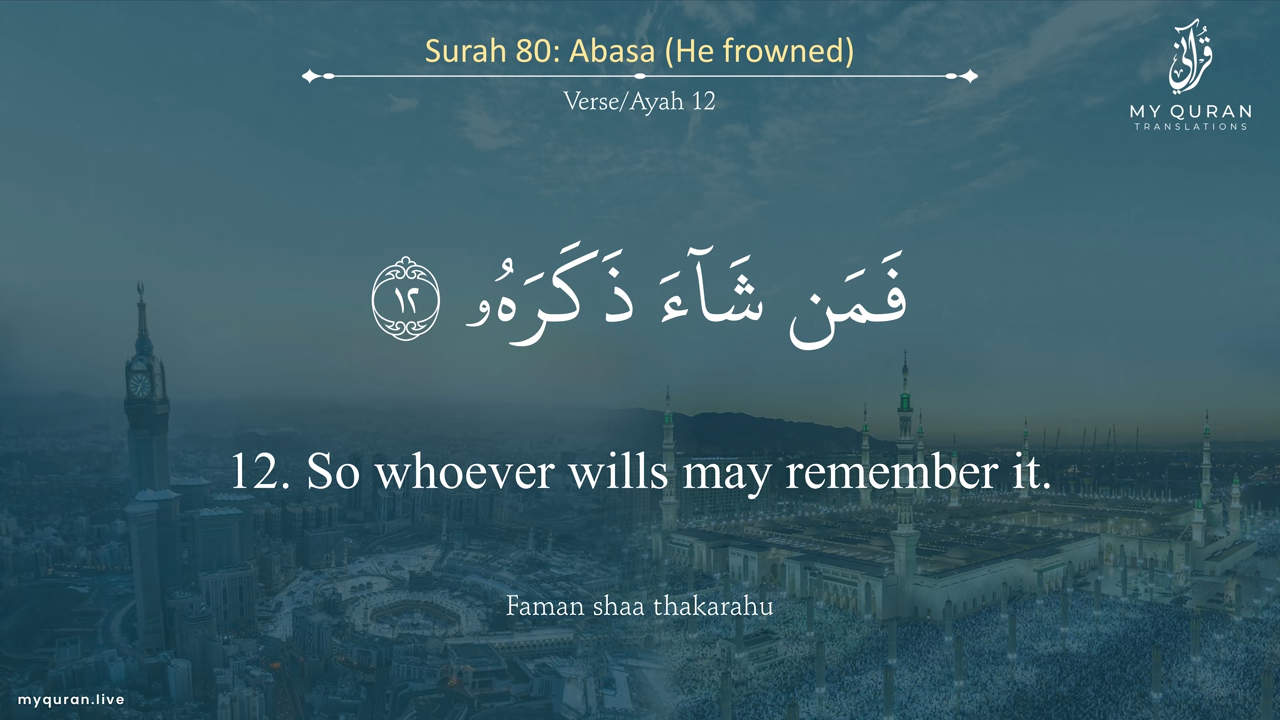 Surah 80: Abasa (He frowned)
Verse/Ayah 12
قرآني
MY QURAN
TRANSLATIONS
فَمَن شَآءَ ذَكَرَهُۥ ١٢
12. So whoever wills may remember it.
Faman shaa thakarahu
myquran.live